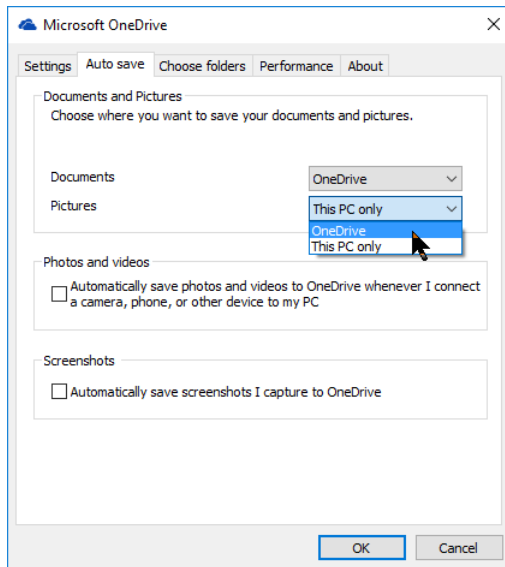 Microsoft OneDrive
Settings Auto save Choose folders Performance About
Documents and Pictures
Choose where you want to save your documents and pictures.
Documents OneDrive
Pictures This PC only
OneDrive
This PC only
Photos and videos
Automatically save photos and videos to OneDrive whenever I connect
a camera, phone, or other device to my PC
Screenshots
Automatically save screenshots I capture to OneDrive
OK Cancel